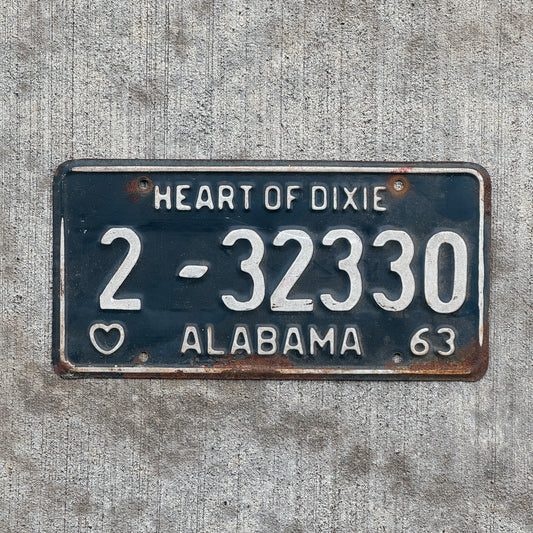 HEART OF DIXIE
2-32330
ALABAMA 63